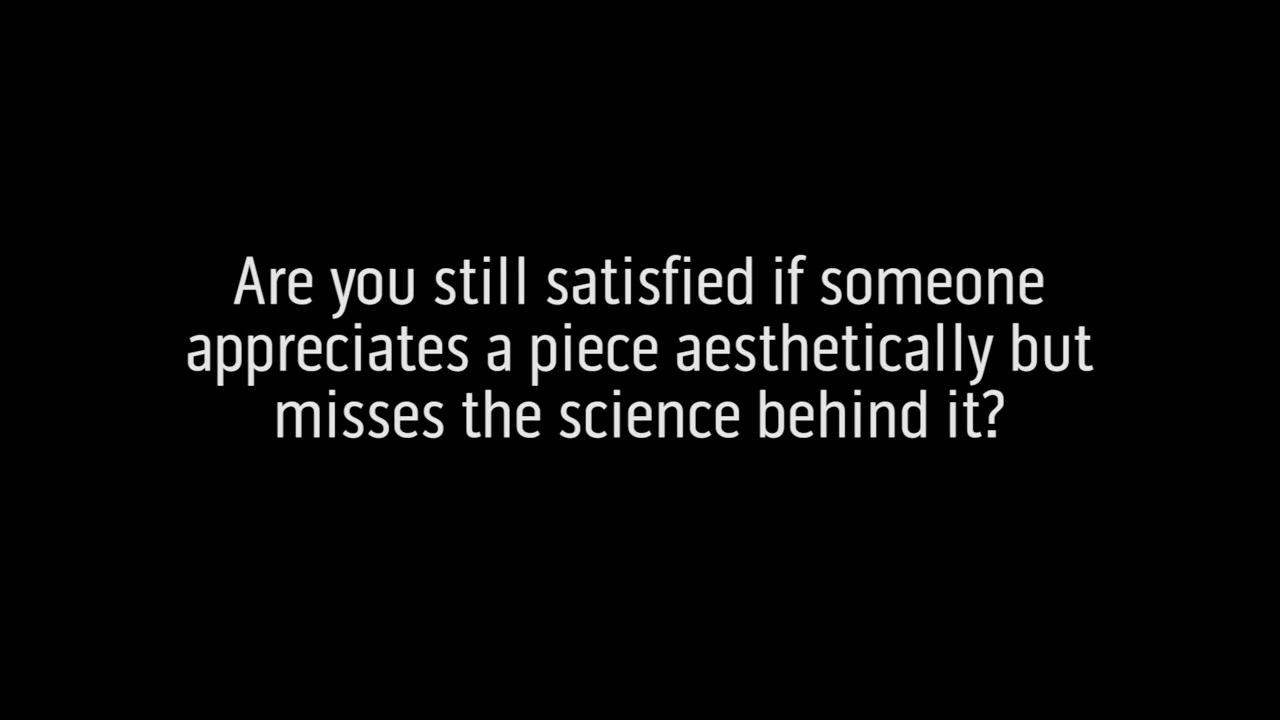 Are you still satisfied if someone
appreciates a piece aesthetically but
misses the science behind it?